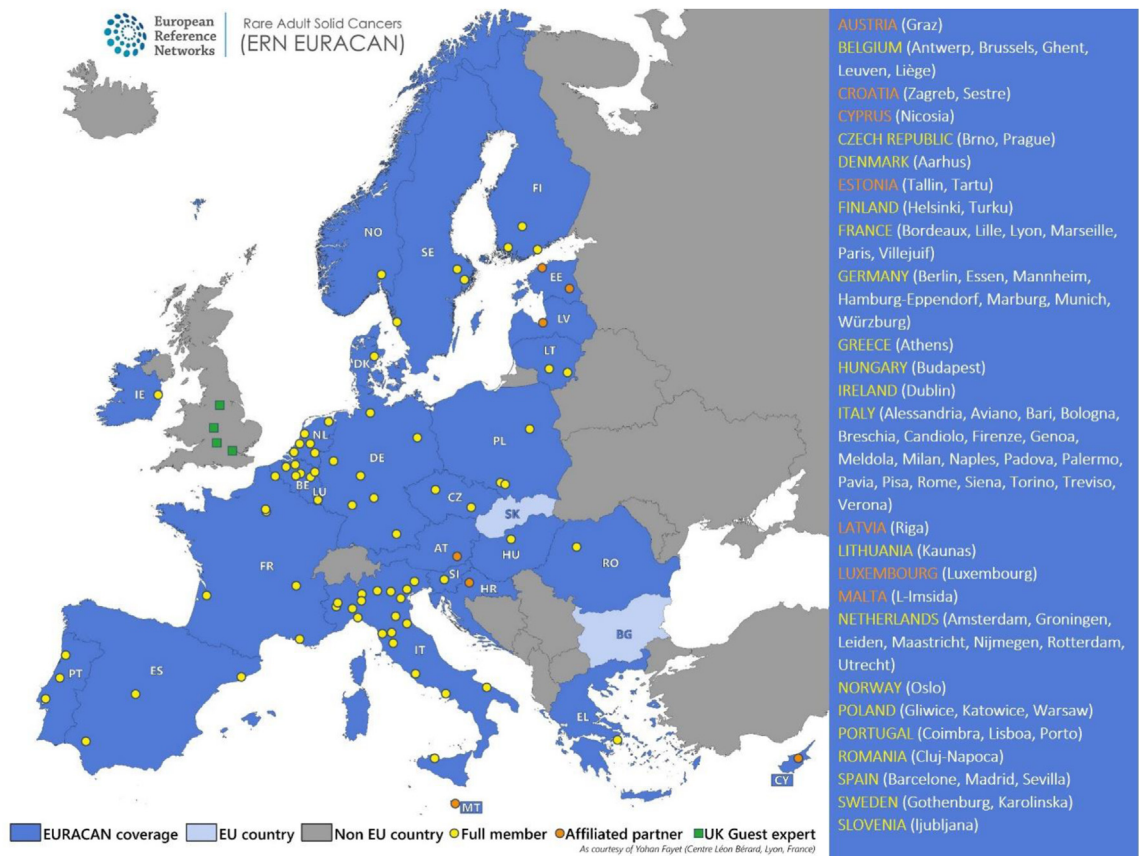 European
Reference
Networks
Rare Adult Solid Cancers
(ERN EURACAN)
NO
SE
FI
EE
LV
LT
DK
IE
NL
BE
LU
DE
PL
CZ
SK
AT
HU
RO
SI
HR
FR
IT
BG
PT
ES
EL
MT
CY
EURACAN coverage
EU country
Non EU country
Full member
Affiliated partner
UK Guest expert
As courtesy of Yohan Fayet (Centre Léon Bérard, Lyon, France)
AUSTRIA (Graz)
BELGIUM (Antwerp, Brussels, Ghent,
Leuven, Liège)
CROATIA (Zagreb, Sestre)
CYPRUS (Nicosia)
CZECH REPUBLIC (Brno, Prague)
DENMARK (Aarhus)
ESTONIA (Tallin, Tartu)
FINLAND (Helsinki, Turku)
FRANCE (Bordeaux, Lille, Lyon, Marseille,
Paris, Villejuif)
GERMANY (Berlin, Essen, Mannheim,
Hamburg-Eppendorf, Marburg, Munich,
Würzburg)
GREECE (Athens)
HUNGARY (Budapest)
IRELAND (Dublin)
ITALY (Alessandria, Aviano, Bari, Bologna,
Breschia, Candiolo, Firenze, Genoa,
Meldola, Milan, Naples, Padova, Palermo,
Pavia, Pisa, Rome, Siena, Torino, Treviso,
Verona)
LATVIA (Riga)
LITHUANIA (Kaunas)
LUXEMBOURG (Luxembourg)
MALTA (L-Imsida)
NETHERLANDS (Amsterdam, Groningen,
Leiden, Maastricht, Nijmegen, Rotterdam,
Utrecht)
NORWAY (Oslo)
POLAND (Gliwice, Katowice, Warsaw)
PORTUGAL (Coimbra, Lisboa, Porto)
ROMANIA (Cluj-Napoca)
SPAIN (Barcelone, Madrid, Sevilla)
SWEDEN (Gothenburg, Karolinska)
SLOVENIA (ljubljana)